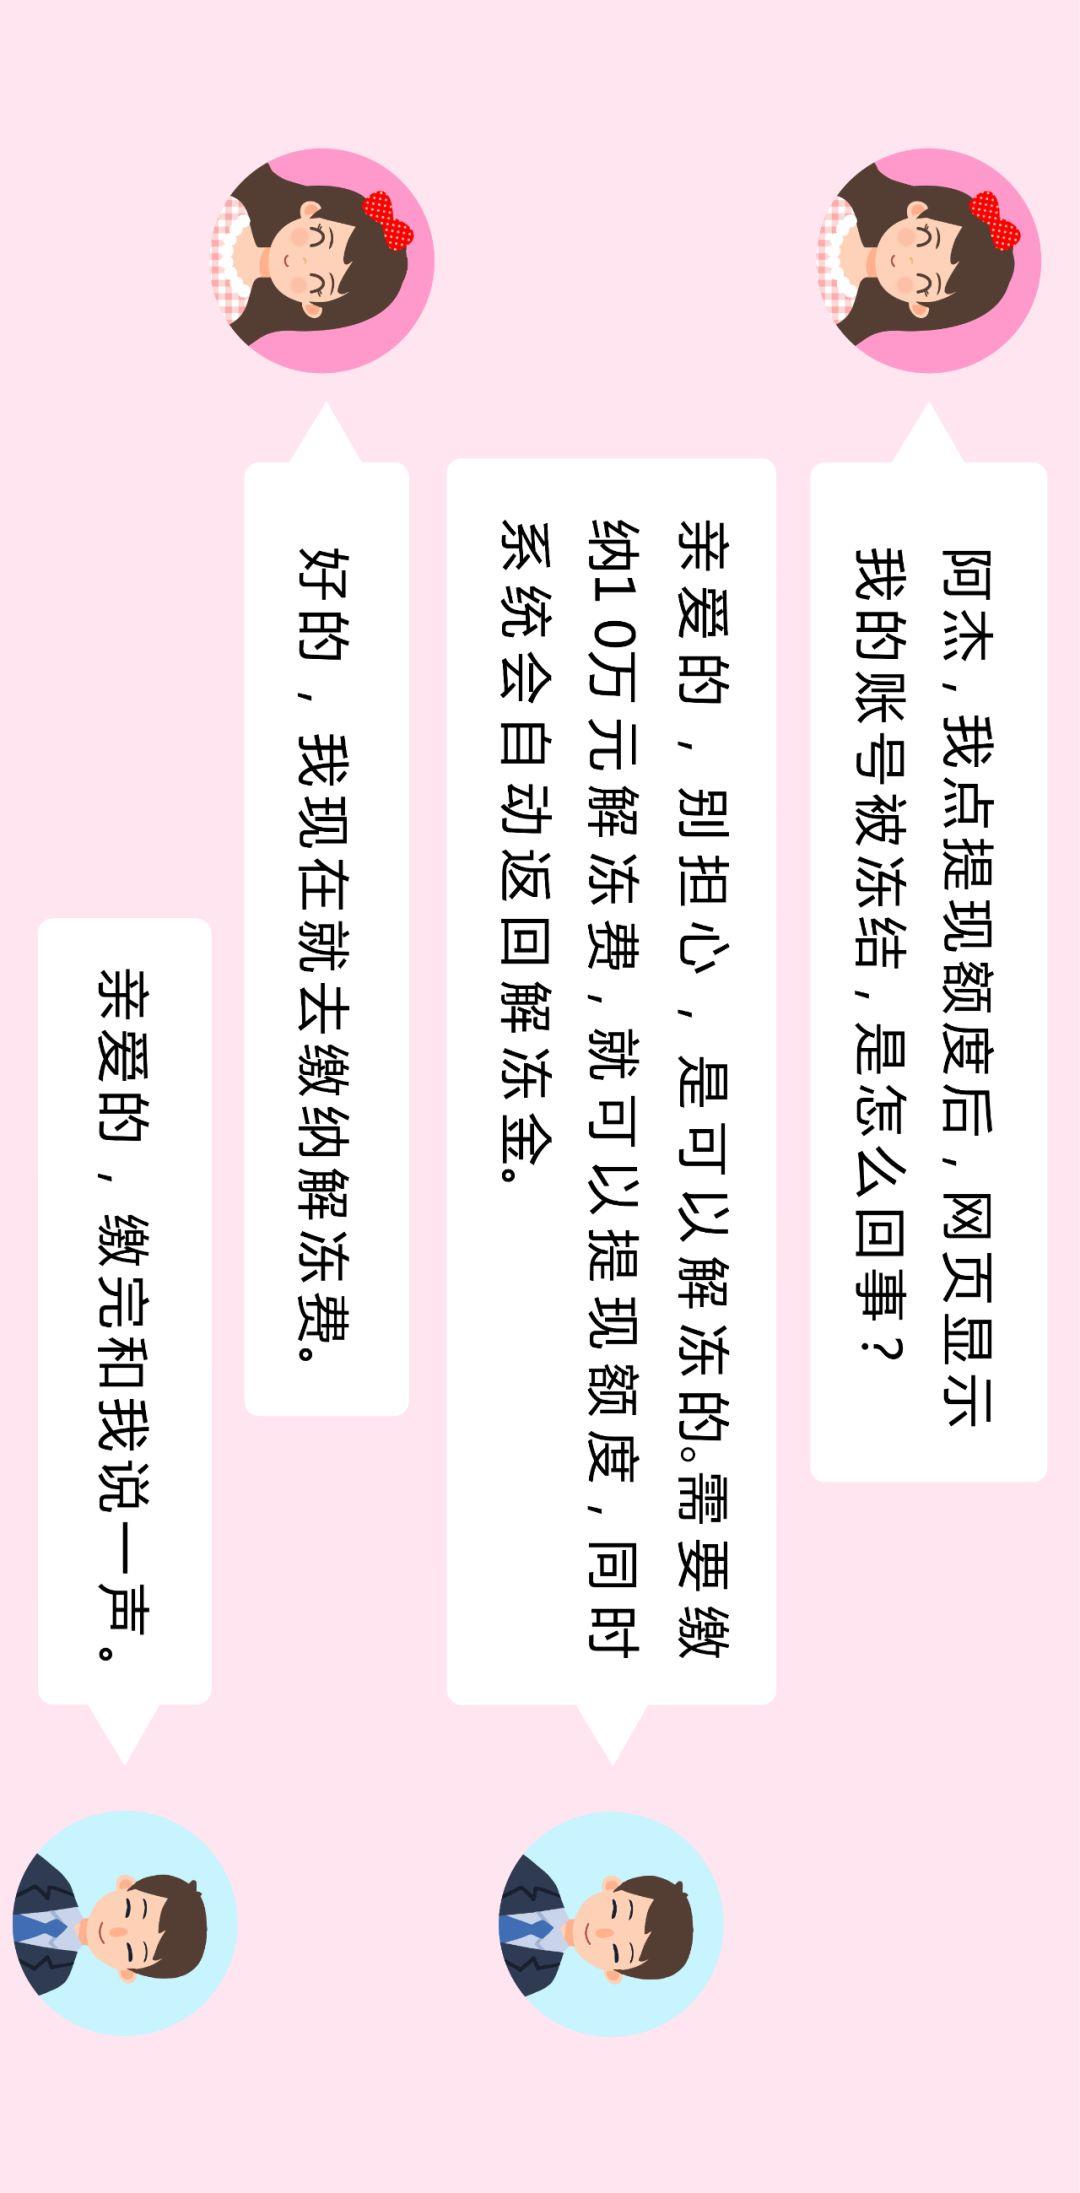 阿杰，我点提现额度后，网页显示
我的账号被冻结，是怎么回事？
亲爱的，别担心，是可以解冻的。需要缴
纳10万元解冻费，就可以提现额度，同时
系统会自动返回解冻金。
好的，我现在就去缴纳解冻费。
亲爱的，缴完和我说一声。